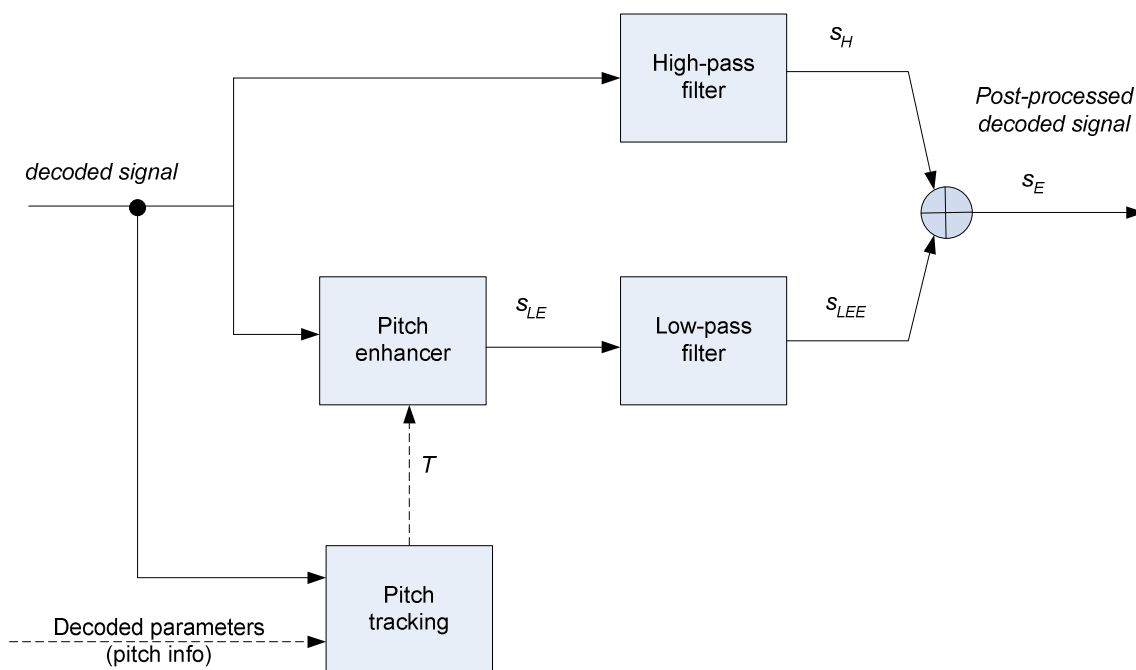 High-pass
filter
s_H
Post-processed
decoded signal
decoded signal
s_E
Pitch
enhancer
s_LE
Low-pass
filter
s_LEE
T
Pitch
tracking
Decoded parameters
(pitch info)